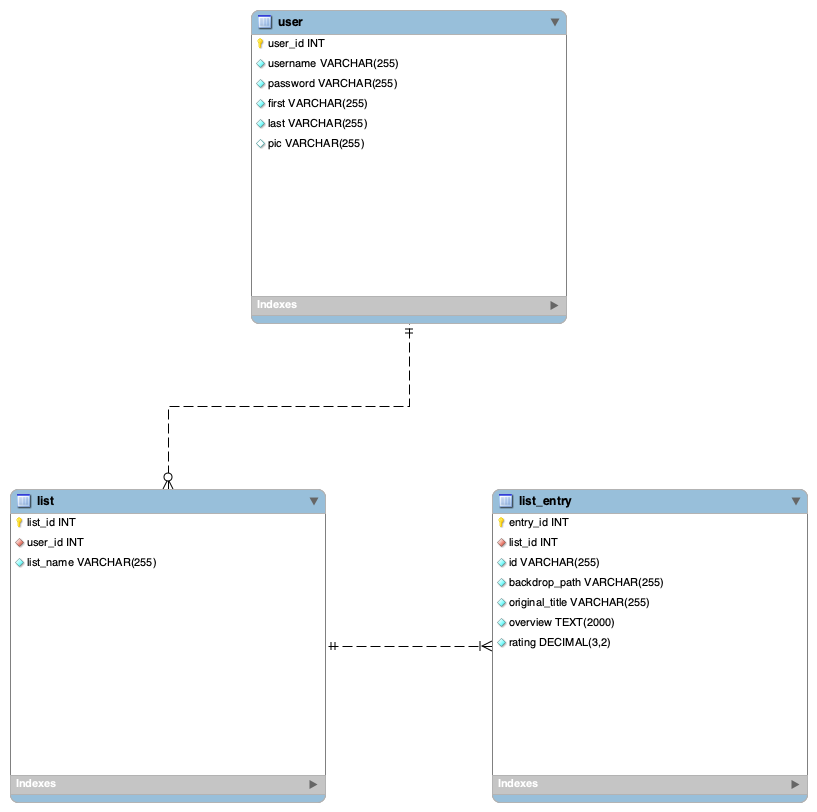 user
user_id INT
username VARCHAR(255)
password VARCHAR(255)
first VARCHAR(255)
last VARCHAR(255)
pic VARCHAR(255)
Indexes
list
list_id INT
user_id INT
list_name VARCHAR(255)
Indexes
list_entry
entry_id INT
list_id INT
id VARCHAR(255)
backdrop_path VARCHAR(255)
original_title VARCHAR(255)
overview TEXT(2000)
rating DECIMAL(3,2)
Indexes